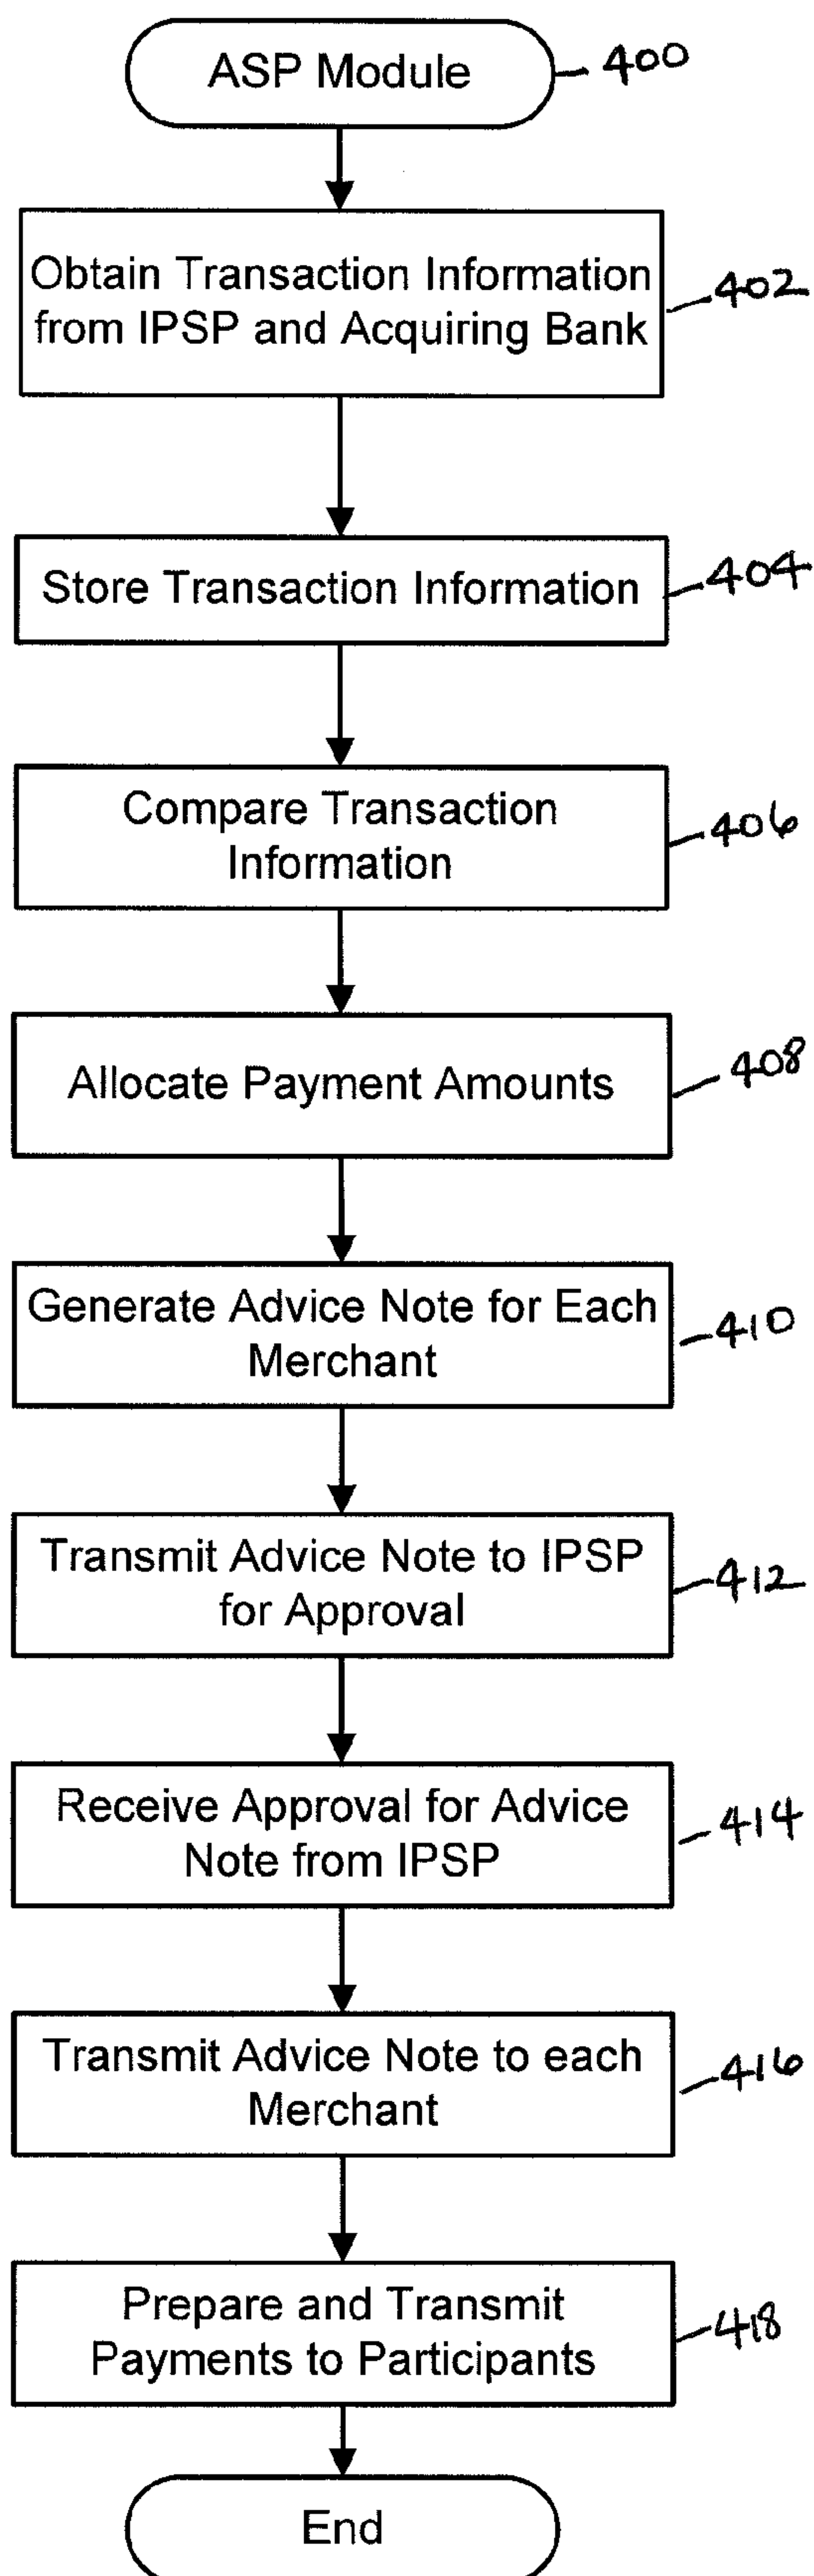 ASP Module
400
Obtain Transaction Information
from IPSP and Acquiring Bank
402
Store Transaction Information
404
Compare Transaction
Information
406
Allocate Payment Amounts
408
Generate Advice Note for Each
Merchant
410
Transmit Advice Note to IPSP
for Approval
412
Receive Approval for Advice
Note from IPSP
414
Transmit Advice Note to each
Merchant
416
Prepare and Transmit
Payments to Participants
418
End